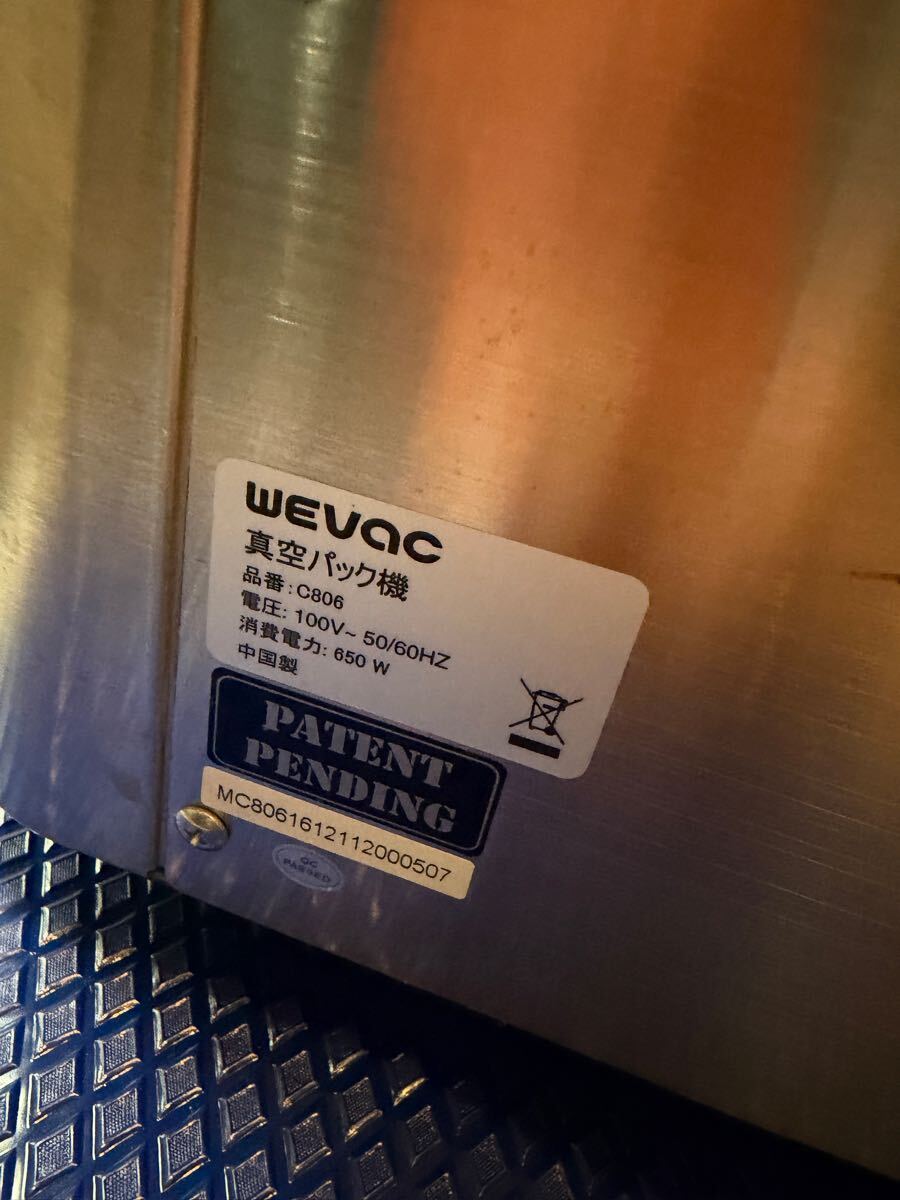 WEVAC
真空パック機
品番: C806
電圧: 100V~ 50/60HZ
消費電力: 650 W
中国製
PATENT
PENDING
MC8061612112000507
QC
PASSED